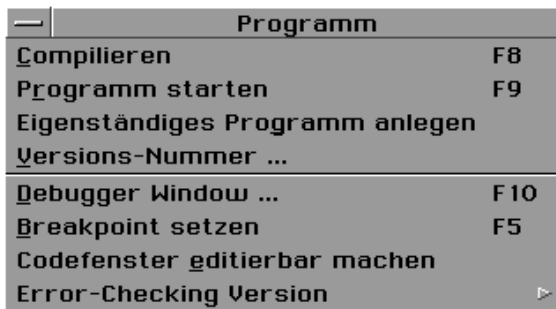 Programm
Compilieren F8
Programm starten F9
Eigenständiges Programm anlegen
Versions-Nummer ...
Debugger Window ... F10
Breakpoint setzen F5
Codefenster editierbar machen
Error-Checking Version